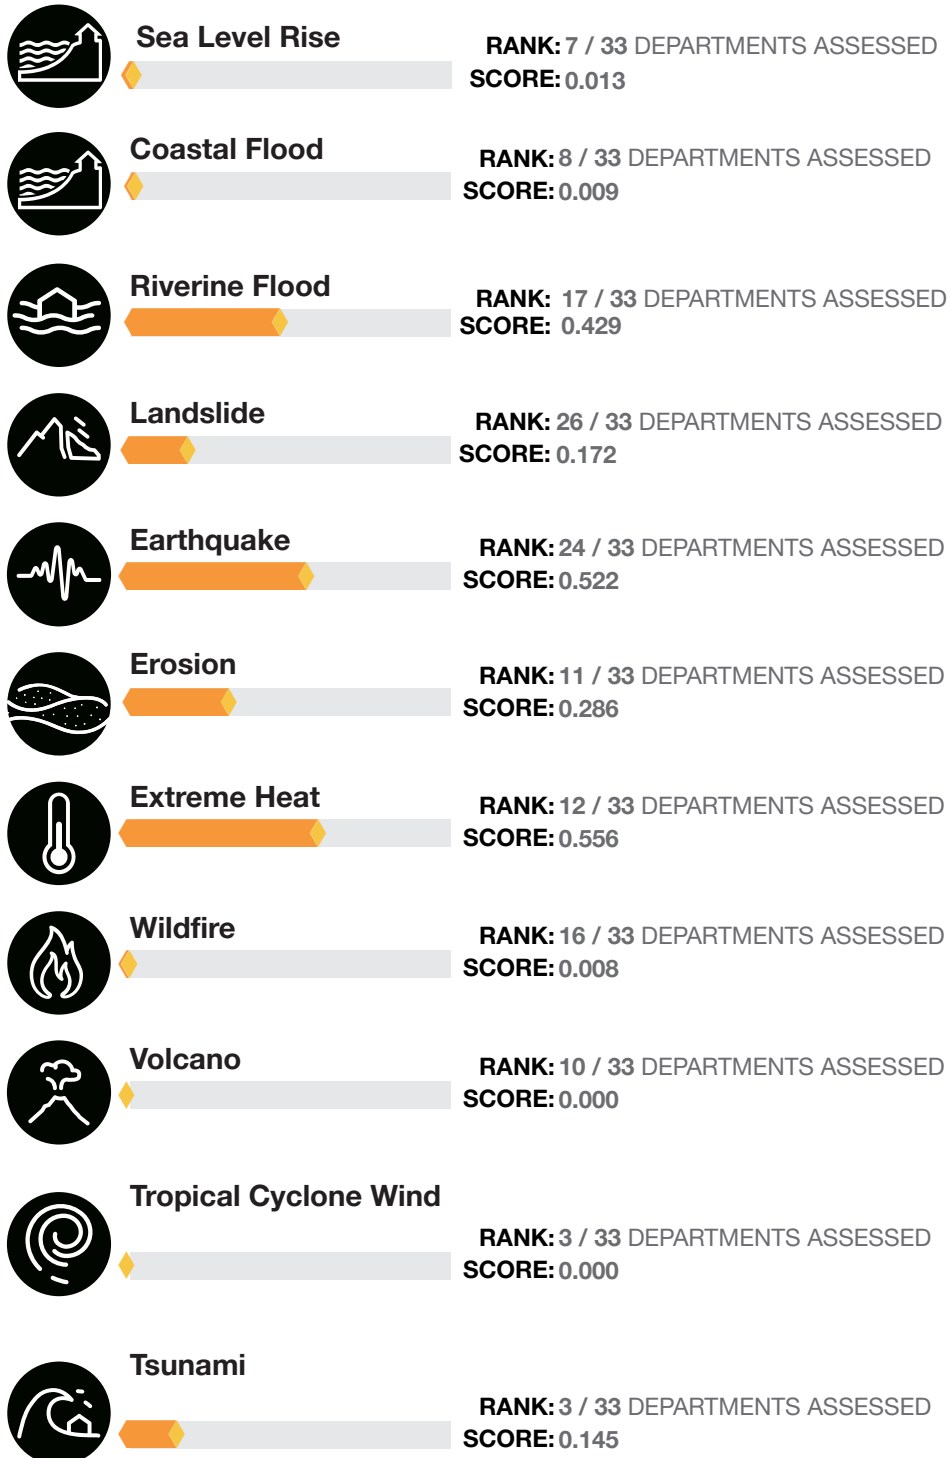 Sea Level Rise
RANK: 7 / 33 DEPARTMENTS ASSESSED
SCORE: 0.013
Coastal Flood
RANK: 8 / 33 DEPARTMENTS ASSESSED
SCORE: 0.009
Riverine Flood
RANK: 17 / 33 DEPARTMENTS ASSESSED
SCORE: 0.429
Landslide
RANK: 26 / 33 DEPARTMENTS ASSESSED
SCORE: 0.172
Earthquake
RANK: 24 / 33 DEPARTMENTS ASSESSED
SCORE: 0.522
Erosion
RANK: 11 / 33 DEPARTMENTS ASSESSED
SCORE: 0.286
Extreme Heat
RANK: 12 / 33 DEPARTMENTS ASSESSED
SCORE: 0.556
Wildfire
RANK: 16 / 33 DEPARTMENTS ASSESSED
SCORE: 0.008
Volcano
RANK: 10 / 33 DEPARTMENTS ASSESSED
SCORE: 0.000
Tropical Cyclone Wind
RANK: 3 / 33 DEPARTMENTS ASSESSED
SCORE: 0.000
Tsunami
RANK: 3 / 33 DEPARTMENTS ASSESSED
SCORE: 0.145